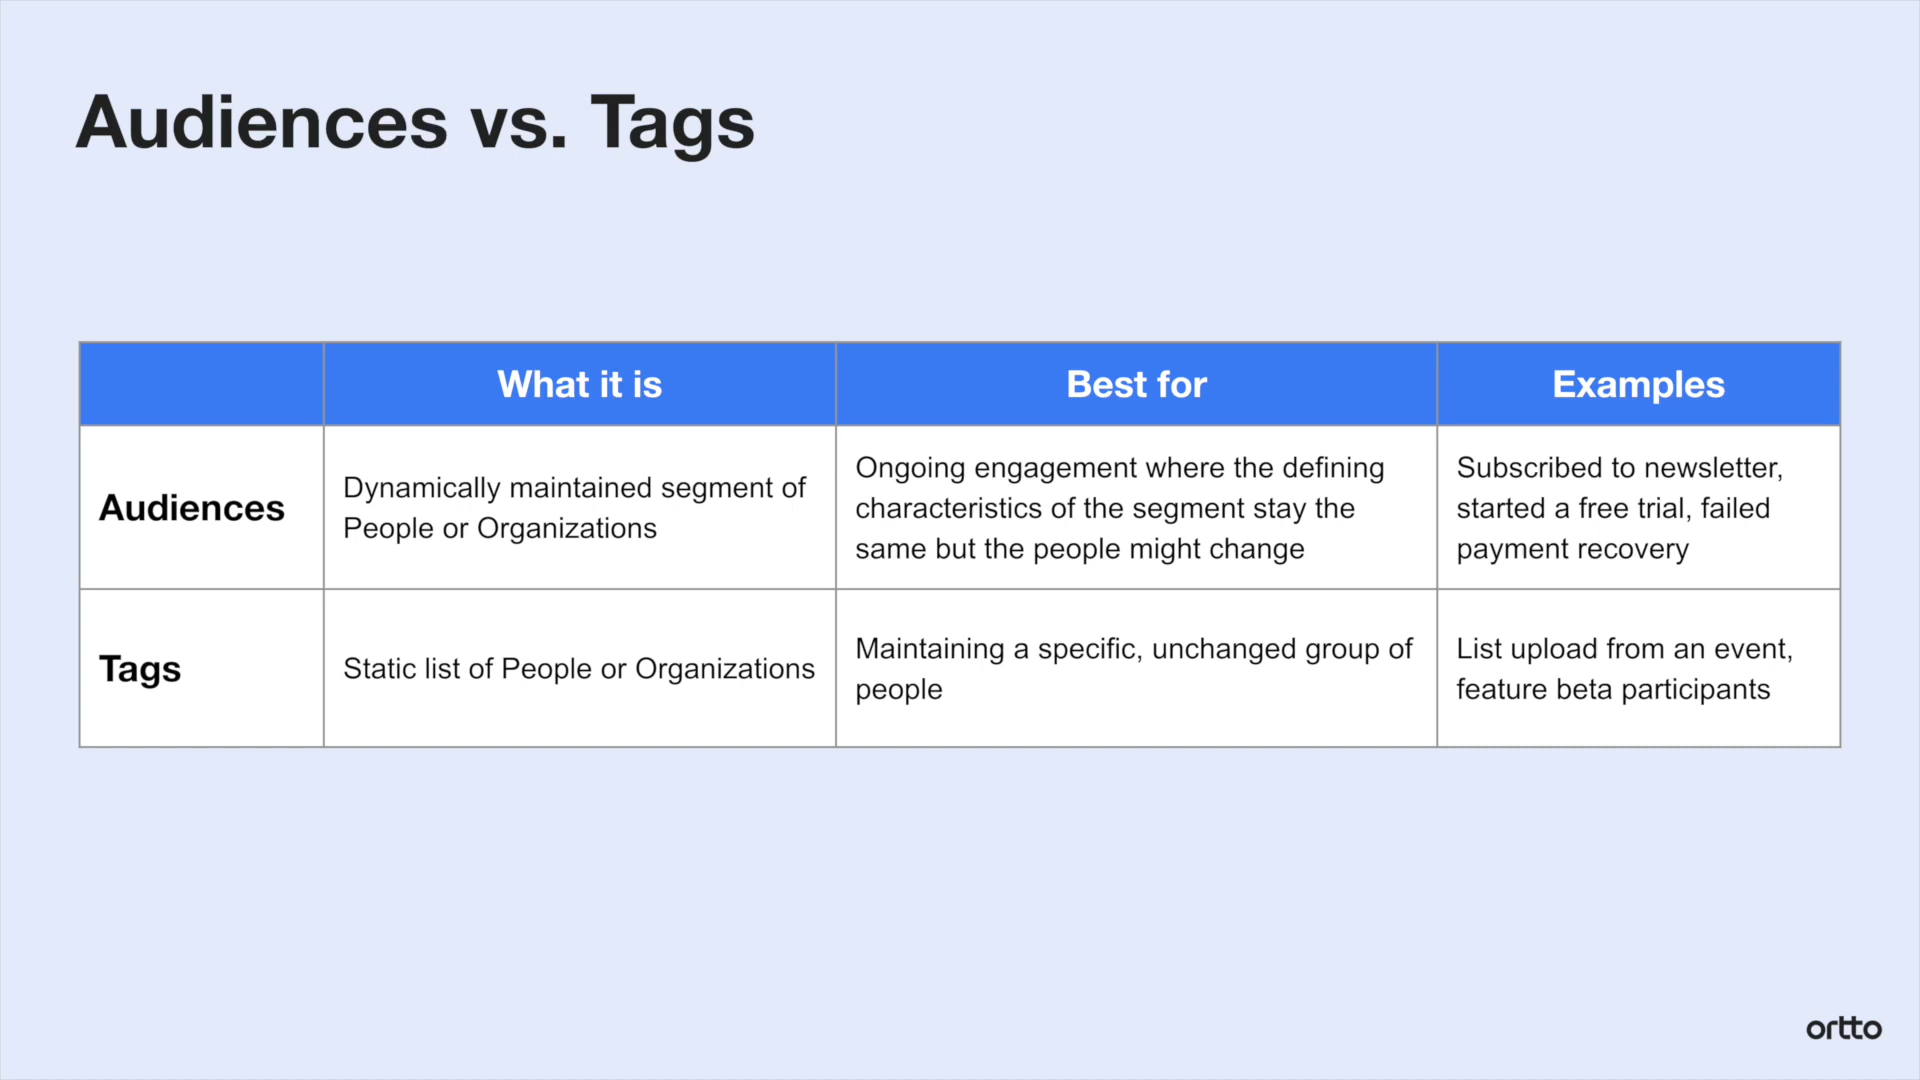 Audiences vs. Tags
What it is
Best for
Examples
Audiences
Dynamically maintained segment of
People or Organizations
Ongoing engagement where the defining
characteristics of the segment stay the
same but the people might change
Subscribed to newsletter,
started a free trial, failed
payment recovery
Tags
Static list of People or Organizations
Maintaining a specific, unchanged group of
people
List upload from an event,
feature beta participants
ortto